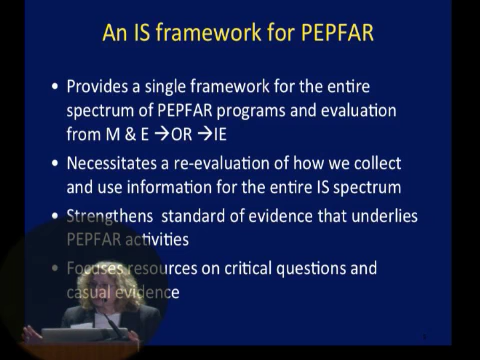 An IS framework for PEPFAR
• Provides a single framework for the entire
spectrum of PEPFAR programs and evaluation
from M & E →OR →IE
• Necessitates a re-evaluation of how we collect
and use information for the entire IS spectrum
• Strengthens standard of evidence that underlies
PEPFAR activities
• Focuses resources on critical questions and
casual evidence